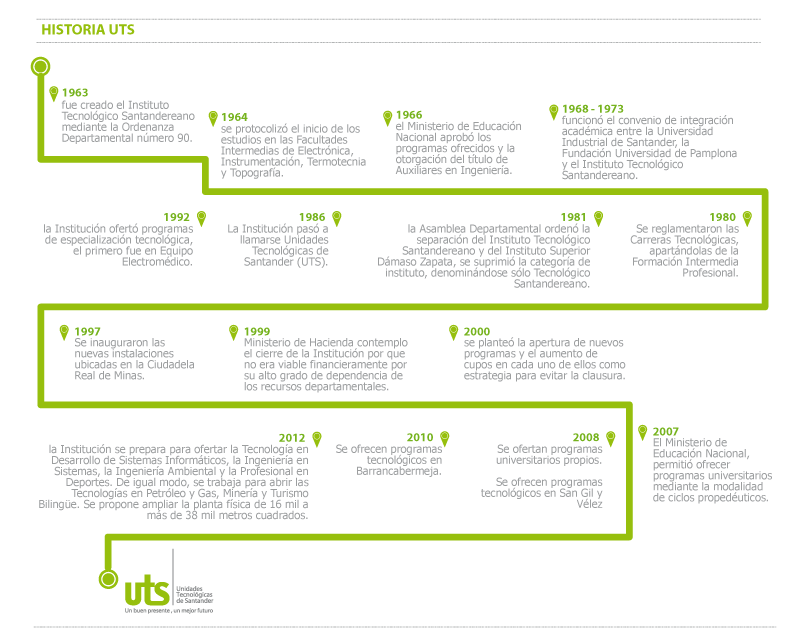 HISTORIA UTS
1963
fue creado el Instituto
Tecnológico Santandereano
mediante la Ordenanza
Departamental número 90.
1964
se protocolizó el inicio de los
estudios en las Facultades
Intermedias de Electrónica,
Instrumentación, Termotecnia
y Topografía.
1966
el Ministerio de Educación
Nacional aprobó los
programas ofrecidos y la
otorgación del título de
Auxiliares en Ingeniería.
1968 - 1973
funcionó el convenio de integración
académica entre la Universidad
Industrial de Santander, la
Fundación Universidad de Pamplona
y el Instituto Tecnológico
Santandereano.
1980
Se reglamentaron las
Carreras Tecnológicas,
apartándolas de la
Formación Intermedia
Profesional.
1981
la Asamblea Departamental ordenó la
separación del Instituto Tecnológico
Santandereano y del Instituto Superior
Dámaso Zapata, se suprimió la categoría de
instituto, denominándose sólo Tecnológico
Santandereano.
1986
La Institución pasó a
llamarse Unidades
Tecnológicas de
Santander (UTS).
1992
la Institución ofertó programas
de especialización tecnológica,
el primero fue en Equipo
Electromédico.
1997
Se inauguraron las
nuevas instalaciones
ubicadas en la Ciudadela
Real de Minas.
1999
Ministerio de Hacienda contemplo
el cierre de la Institución por que
no era viable financieramente por
su alto grado de dependencia de
los recursos departamentales.
2000
se planteó la apertura de nuevos
programas y el aumento de
cupos en cada uno de ellos como
estrategia para evitar la clausura.
2007
El Ministerio de
Educación Nacional,
permitió ofrecer
programas universitarios
mediante la modalidad
de ciclos propedéuticos.
2008
Se ofertan programas
universitarios propios.
Se ofrecen programas
tecnológicos en San Gil y
Vélez
2010
Se ofrecen programas
tecnológicos en
Barrancabermeja.
2012
la Institución se prepara para ofertar la Tecnología en
Desarrollo de Sistemas Informáticos, la Ingeniería en
Sistemas, la Ingeniería Ambiental y la Profesional en
Deportes. De igual modo, se trabaja para abrir las
Tecnologías en Petróleo y Gas, Minería y Turismo
Bilingüe. Se propone ampliar la planta física de 16 mil a
más de 38 mil metros cuadrados.
uts
Unidades
Tecnológicas
de Santander
Un buen presente, un mejor futuro